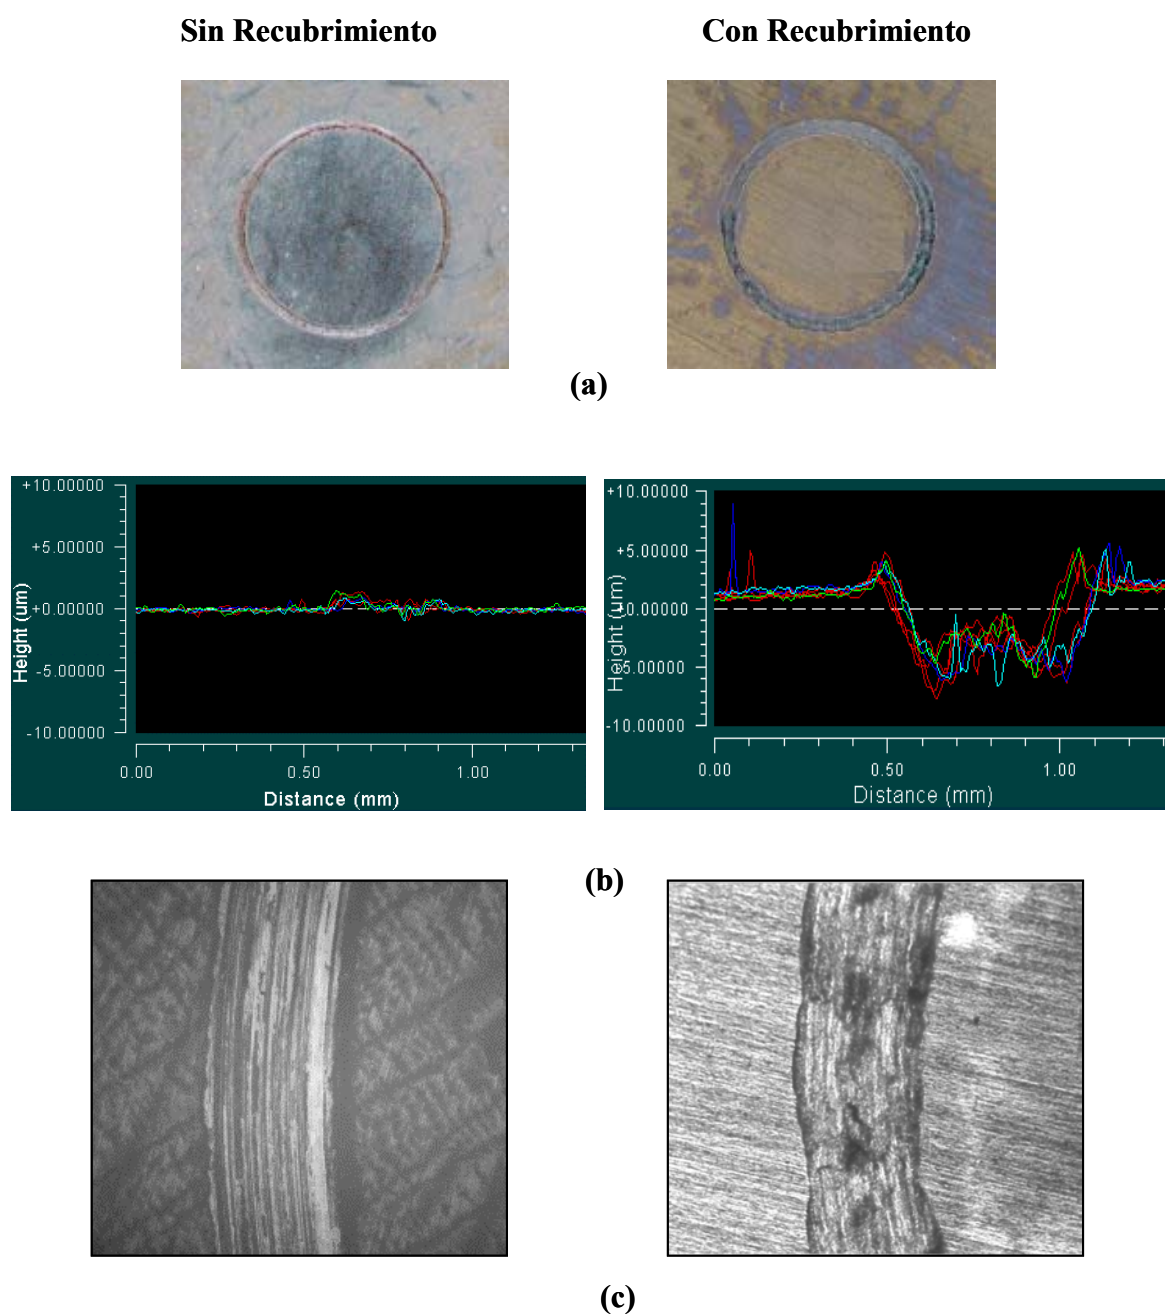 Sin Recubrimiento
Con Recubrimiento
(a)
+10.00000
+5.00000
+0.00000
-5.00000
-10.00000
Height (um)
0.00
0.50
1.00
Distance (mm)
+10.00000
+5.00000
+0.00000
-5.00000
-10.00000
Height (um)
0.00
0.50
1.00
Distance (mm)
(b)
(c)